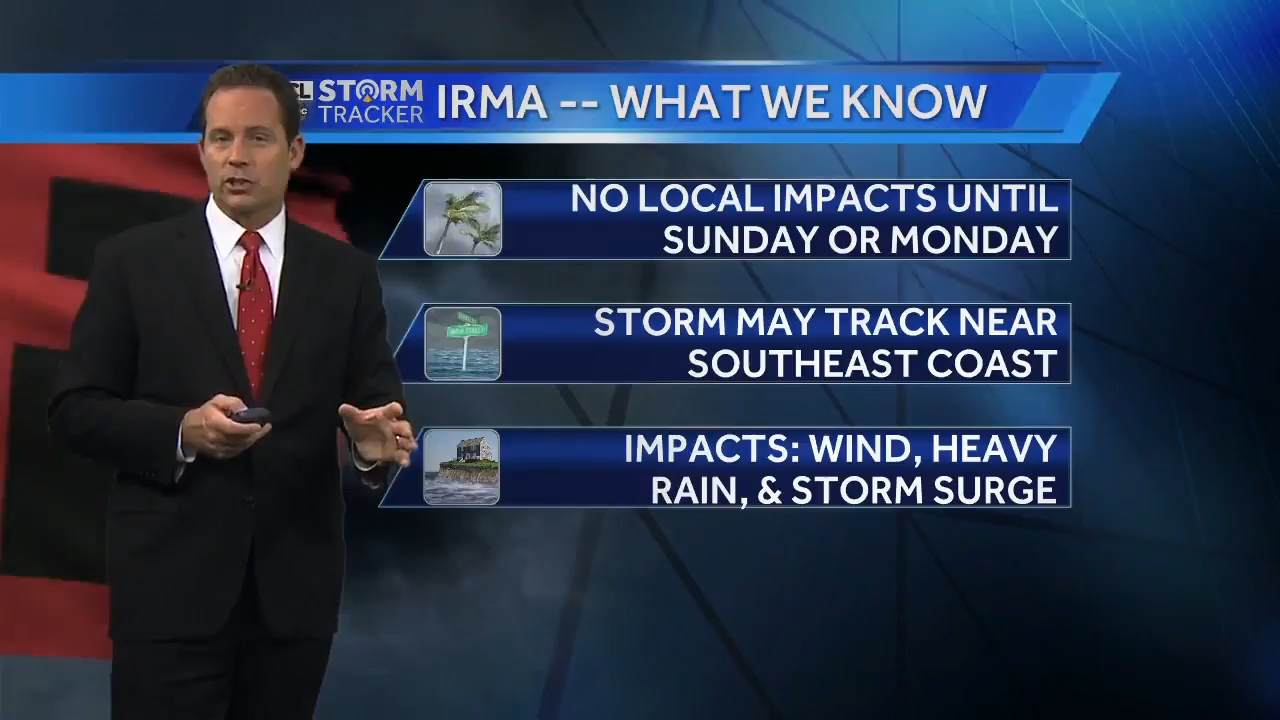 STORM
TRACKER
IRMA -- WHAT WE KNOW
NO LOCAL IMPACTS UNTIL
SUNDAY OR MONDAY
STORM MAY TRACK NEAR
SOUTHEAST COAST
IMPACTS: WIND, HEAVY
RAIN, & STORM SURGE